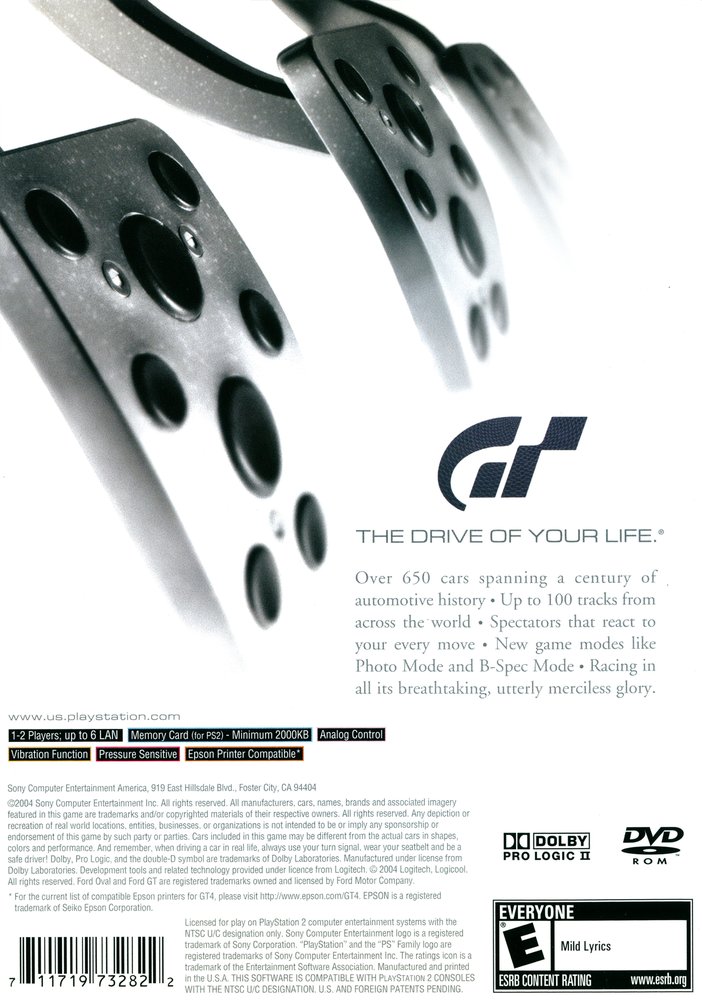 GT
THE DRIVE OF YOUR LIFE.®
Over 650 cars spanning a century of
automotive history • Up to 100 tracks from
across the world • Spectators that react to
your every move • New game modes like
Photo Mode and B-Spec Mode • Racing in
all its breathtaking, utterly merciless glory.
www.us.playstation.com
1-2 Players; up to 6 LAN Memory Card (for PS2) - Minimum 2000KB Analog Control
Vibration Function Pressure Sensitive Epson Printer Compatible*
Sony Computer Entertainment America, 919 East Hillsdale Blvd., Foster City, CA 94404
©2004 Sony Computer Entertainment Inc. All rights reserved. All manufacturers, cars, names, brands and associated imagery
featured in this game are trademarks and/or copyrighted materials of their respective owners. All rights reserved. Any depiction or
recreation of real world locations, entities, businesses, or organizations is not intended to be or imply any sponsorship or
endorsement of this game by such party or parties. Cars included in this game may be different from the actual cars in shapes,
colors and performance. And remember, when driving a car in real life, always use your turn signal, wear your seatbelt and be a
safe driver! Dolby, Pro Logic, and the double-D symbol are trademarks of Dolby Laboratories. Manufactured under license from
Dolby Laboratories. Development tools and related technology provided under licence from Logitech. © 2004 Logitech, Logicool.
All rights reserved. Ford Oval and Ford GT are registered trademarks owned and licensed by Ford Motor Company.
* For the current list of compatible Epson printers for GT4, please visit http://www.epson.com/GT4. EPSON is a registered
trademark of Seiko Epson Corporation.
DOLBY
PRO LOGIC II
DVD
ROM
Licensed for play on PlayStation 2 computer entertainment systems with the
NTSC U/C designation only. Sony Computer Entertainment logo is a registered
trademark of Sony Corporation. "PlayStation" and the "PS" Family logo are
registered trademarks of Sony Computer Entertainment Inc. The ratings icon is a
trademark of the Entertainment Software Association. Manufactured and printed
in the U.S.A. THIS SOFTWARE IS COMPATIBLE WITH PLAYSTATION 2 CONSOLES
WITH THE NTSC U/C DESIGNATION. U.S. AND FOREIGN PATENTS PENDING.
7 11719 73282 2
EVERYONE
E®
Mild Lyrics
ESRB CONTENT RATING www.esrb.org